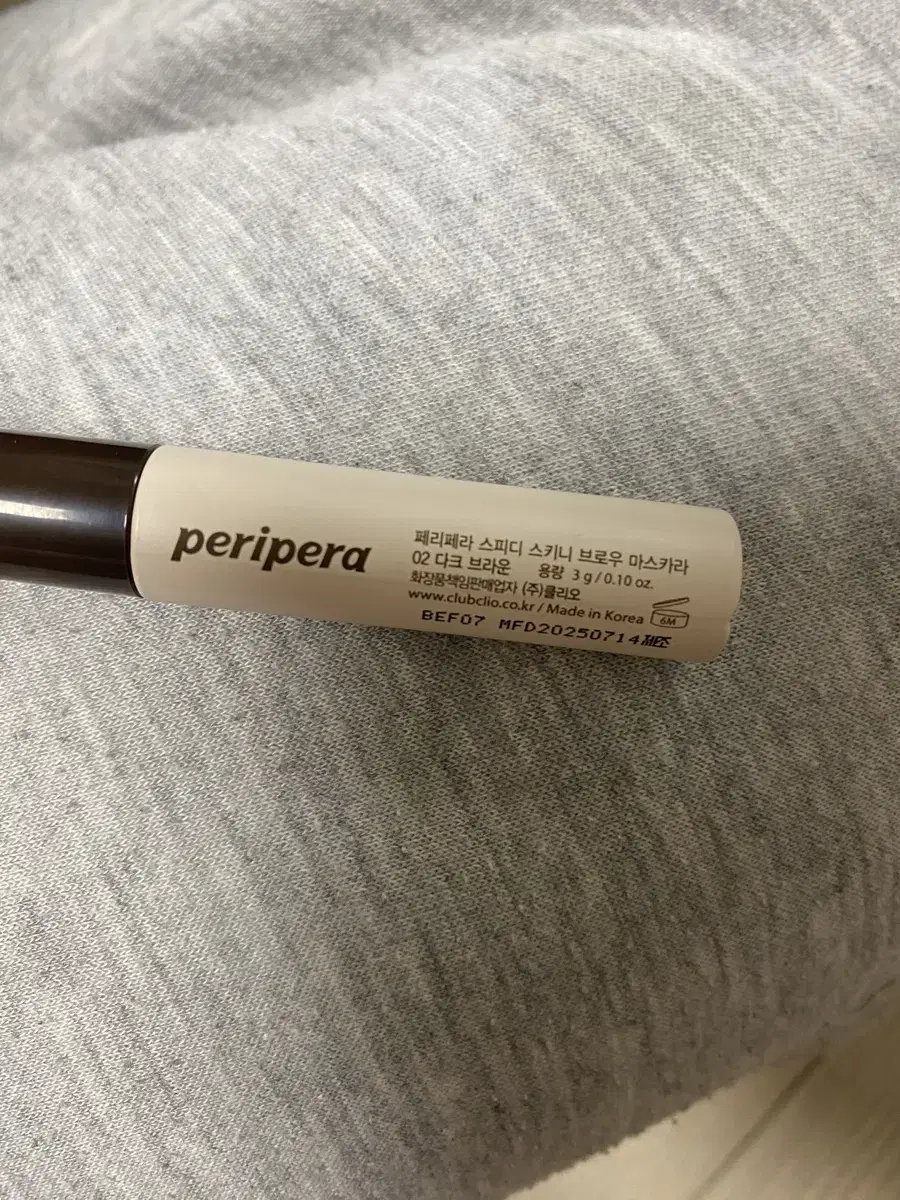 peripera
페리페라 스피디 스키니 브로우 마스카라
02 다크 브라운 용량 3 g / 0.10 oz.
화장품책임판매업자 (주)클리오
www.clubclio.co.kr / Made in Korea 6M
BEF07 MFD20250714제조